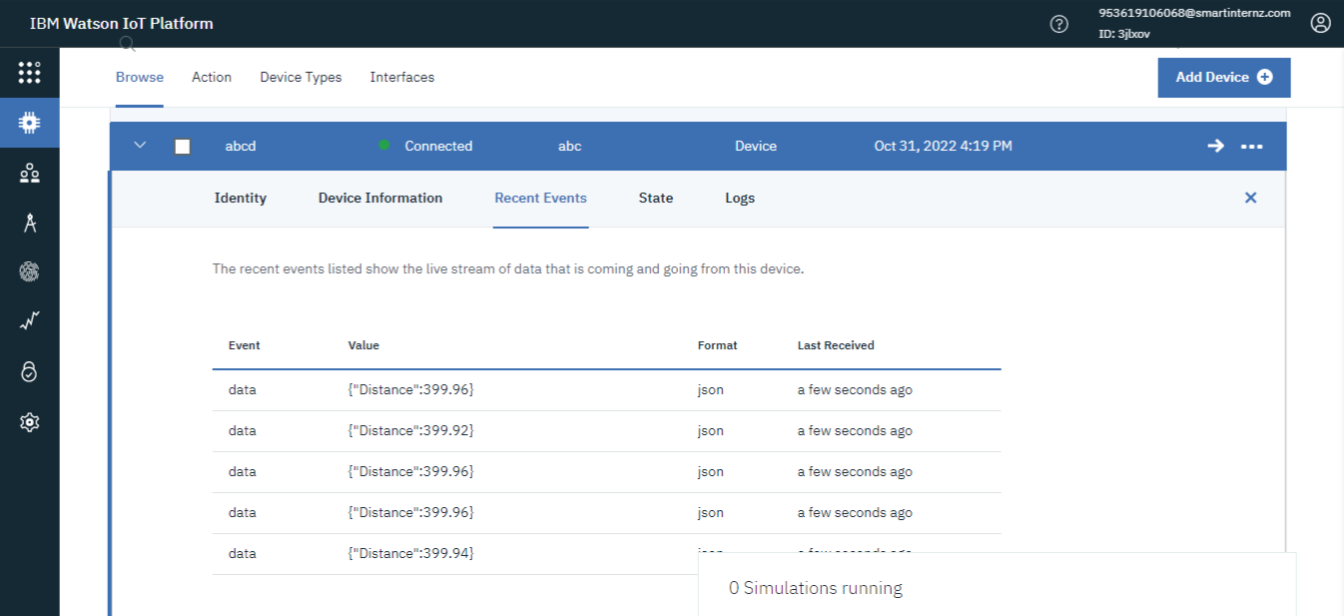 IBM Watson IoT Platform
953619106068@smartinternz.com
ID: 3jlxov
Browse Action Device Types Interfaces
Add Device
abcd Connected abc Device Oct 31, 2022 4:19 PM
Identity Device Information Recent Events State Logs
The recent events listed show the live stream of data that is coming and going from this device.
Event Value Format Last Received
data {"Distance":399.96} json a few seconds ago
data {"Distance":399.92} json a few seconds ago
data {"Distance":399.96} json a few seconds ago
data {"Distance":399.96} json a few seconds ago
data {"Distance":399.94}
0 Simulations running